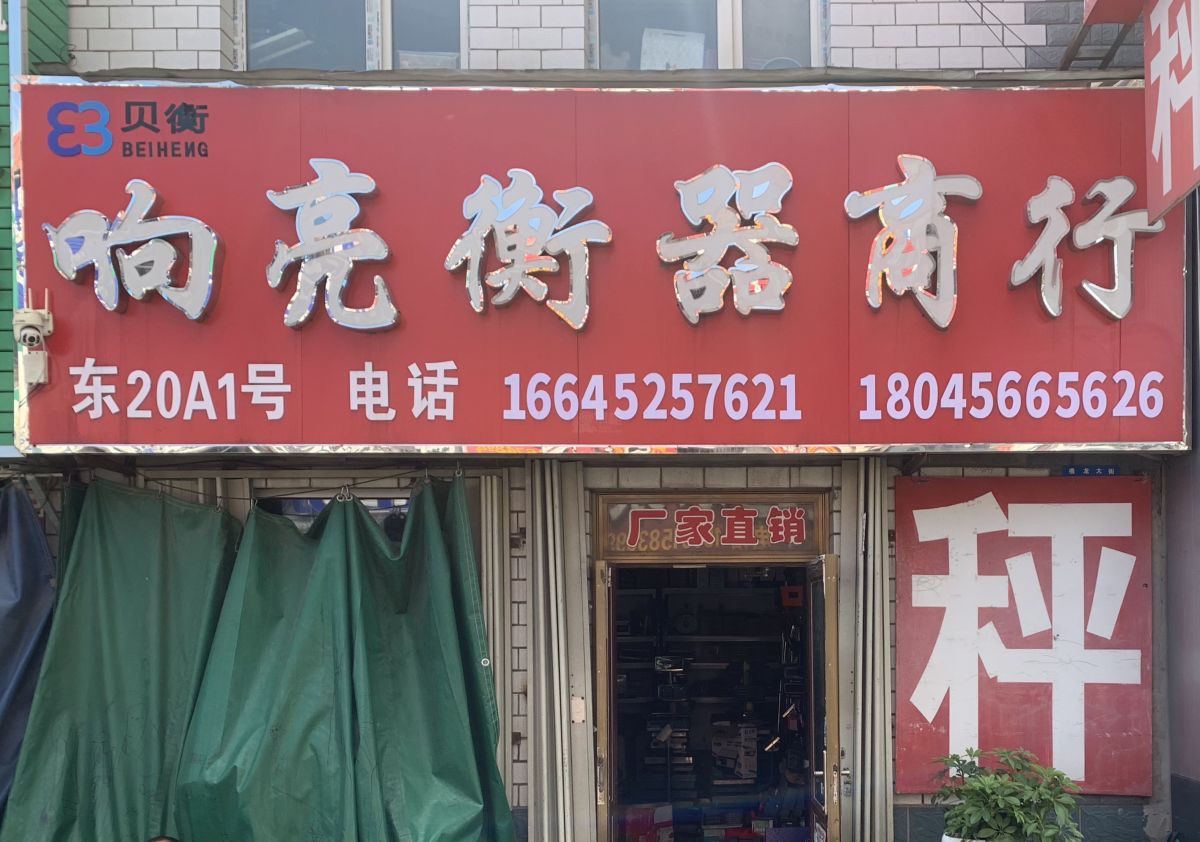 贝衡
BEIHENG
响亮衡器商行
东20A1号 电话 16645257621 18045665626
厂家直销
秤
秤